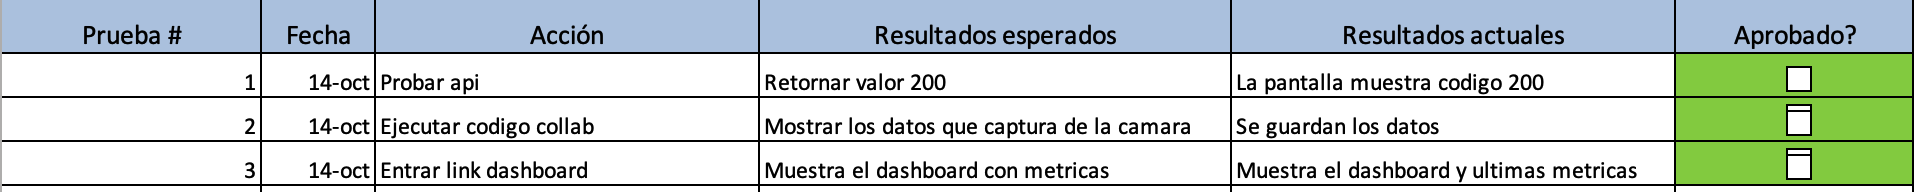 Prueba # Fecha Acción Resultados esperados Resultados actuales Aprobado?
1 14-oct Probar api Retornar valor 200 La pantalla muestra codigo 200
2 14-oct Ejecutar codigo collab Mostrar los datos que captura de la camara Se guardan los datos
3 14-oct Entrar link dashboard Muestra el dashboard con metricas Muestra el dashboard y ultimas metricas